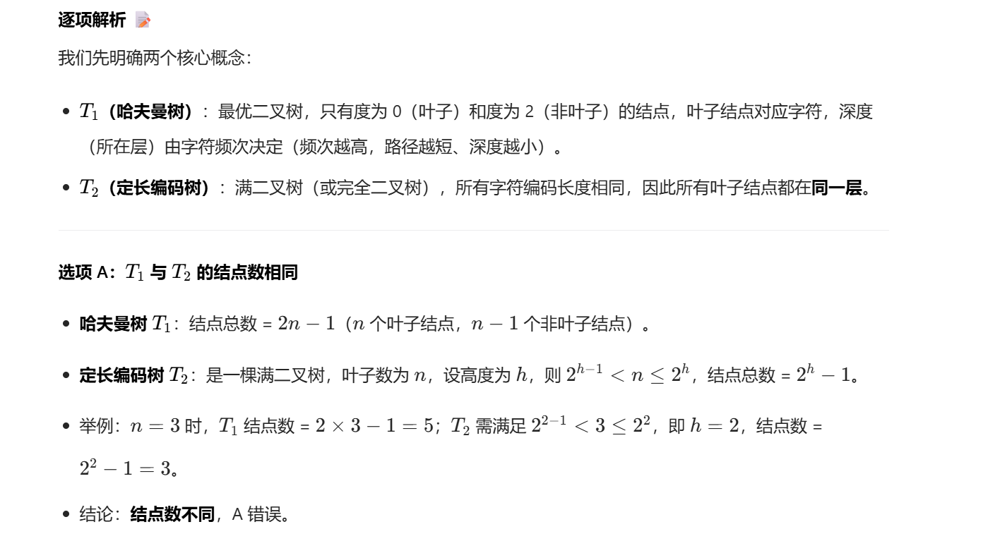 逐项解析 📝
我们先明确两个核心概念：
• T₁（哈夫曼树）：最优二叉树，只有度为 0（叶子）和度为 2（非叶子）的结点，叶子结点对应字符，深度
（所在层）由字符频次决定（频次越高，路径越短、深度越小）。
• T₂（定长编码树）：满二叉树（或完全二叉树），所有字符编码长度相同，因此所有叶子结点都在同一层。
选项 A：T₁ 与 T₂ 的结点数相同
• 哈夫曼树 T₁：结点总数 = 2n − 1（n 个叶子结点，n − 1 个非叶子结点）。
• 定长编码树 T₂：是一棵满二叉树，叶子数为 n，设高度为 h，则 2^{h−1} < n ≤ 2^h，结点总数 = 2^h − 1。
• 举例：n = 3 时，T₁ 结点数 = 2 × 3 − 1 = 5；T₂ 需满足 2^{2−1} < 3 ≤ 2^2，即 h = 2，结点数 =
2^2 − 1 = 3。
• 结论：结点数不同，A 错误。